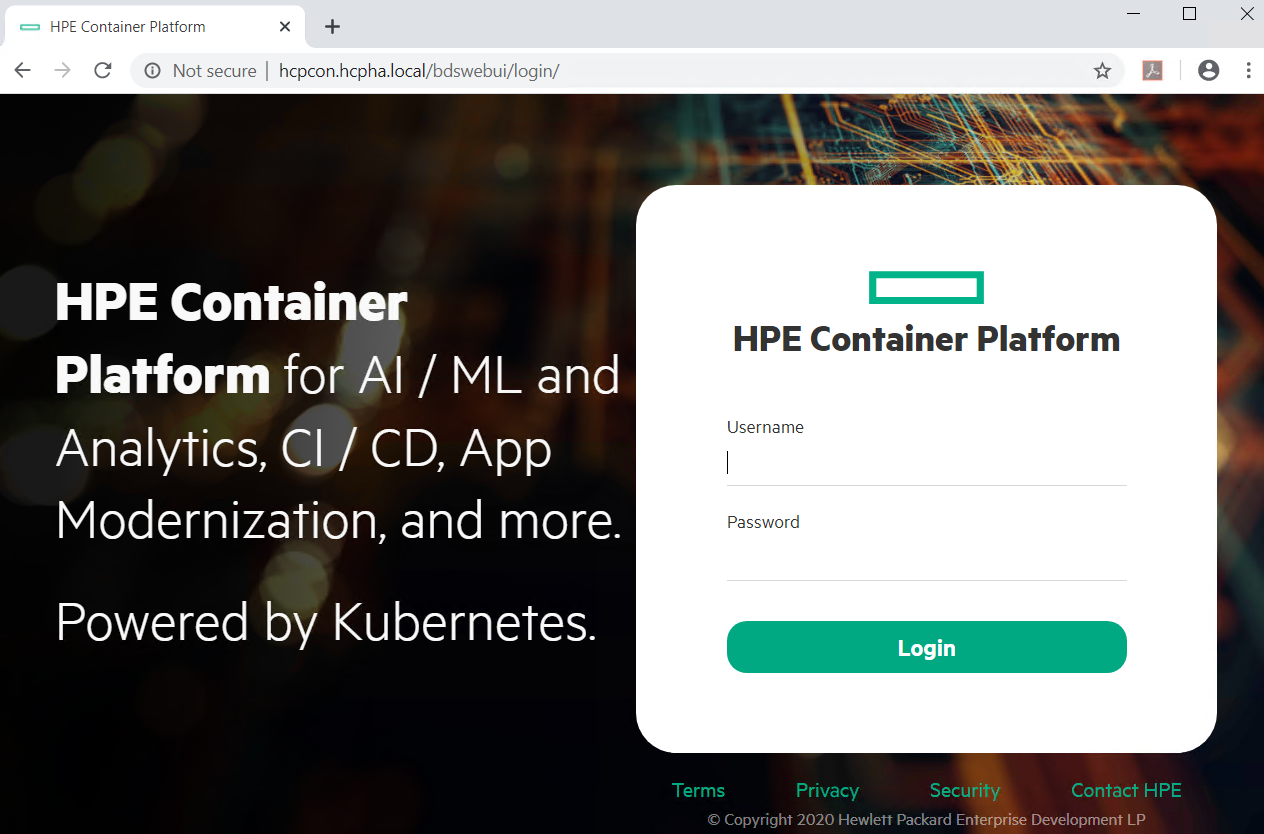 HPE Container Platform
Not secure | hcpcon.hcpha.local/bdswebui/login/
HPE Container
Platform for AI / ML and
Analytics, CI / CD, App
Modernization, and more.
Powered by Kubernetes.
HPE Container Platform
Username
Password
Login
Terms Privacy Security Contact HPE
© Copyright 2020 Hewlett Packard Enterprise Development LP